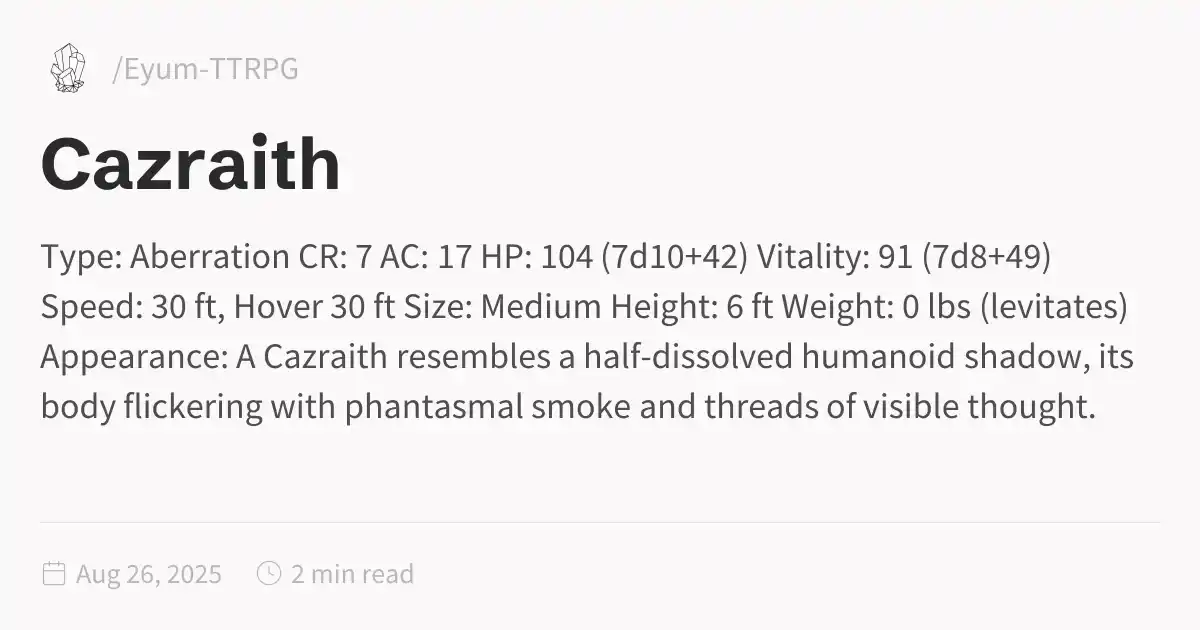 /Eyum-TTRPG
Cazraith
Type: Aberration CR: 7 AC: 17 HP: 104 (7d10+42) Vitality: 91 (7d8+49)
Speed: 30 ft, Hover 30 ft Size: Medium Height: 6 ft Weight: 0 lbs (levitates)
Appearance: A Cazraith resembles a half-dissolved humanoid shadow, its
body flickering with phantasmal smoke and threads of visible thought.
Aug 26, 2025 2 min read